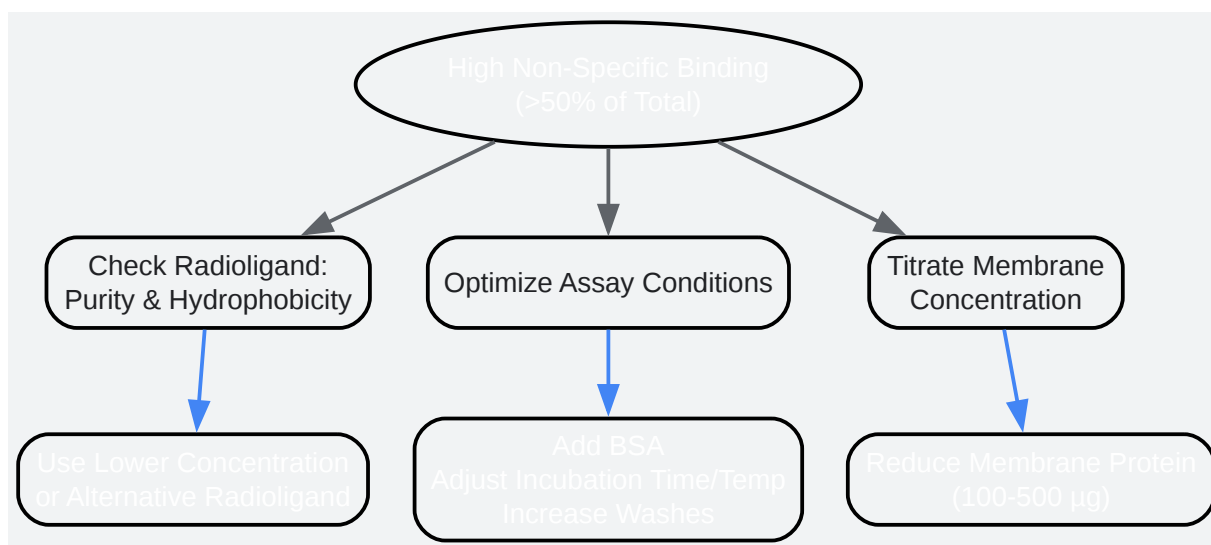 High Non-Specific Binding
(>50% of Total)
Check Radioligand:
Purity & Hydrophobicity
Optimize Assay Conditions
Titrate Membrane
Concentration
Use Lower Concentration
or Alternative Radioligand
Add BSA
Adjust Incubation Time/Temp
Increase Washes
Reduce Membrane Protein
(100-500 µg)